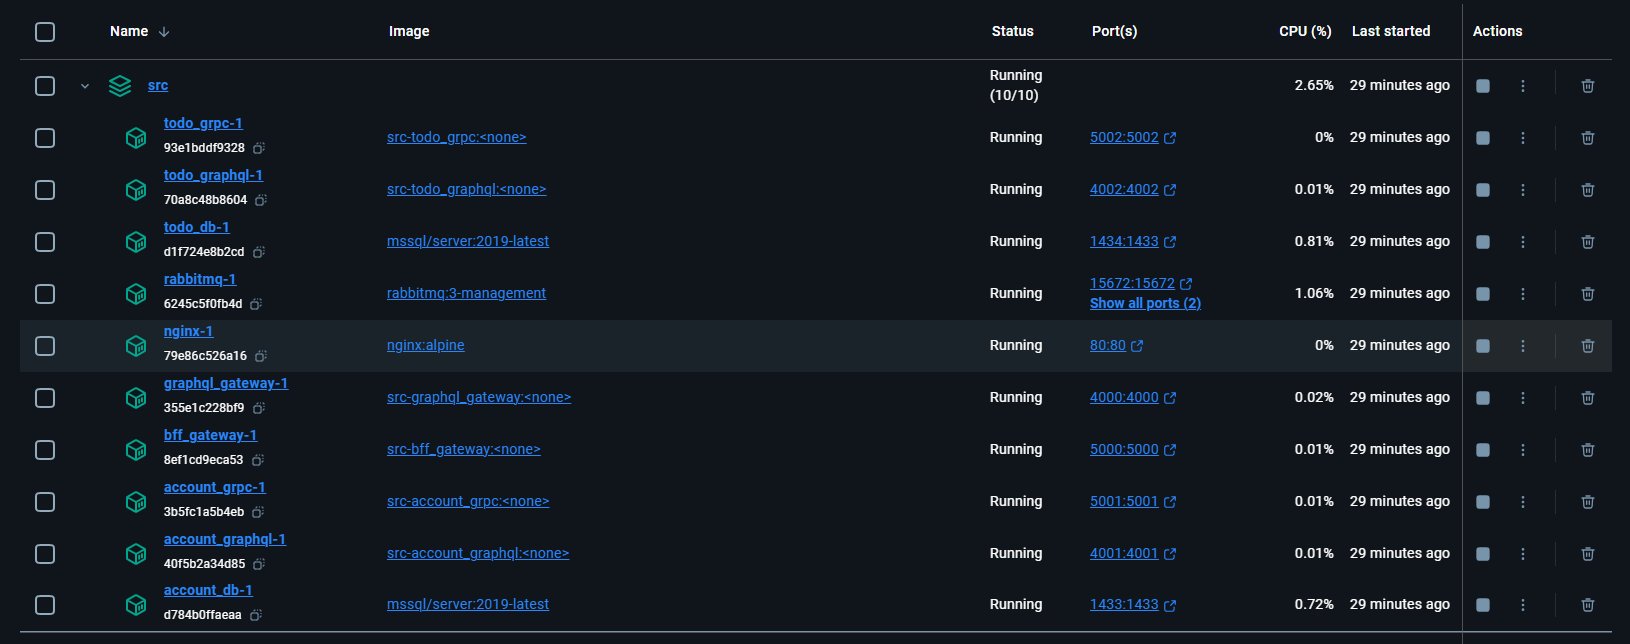 Name Image Status Port(s) CPU (%) Last started Actions
src Running (10/10) 2.65% 29 minutes ago
todo_grpc-1
93e1bddf9328 src-todo_grpc:<none> Running 5002:5002 0% 29 minutes ago
todo_graphql-1
70a8c48b8604 src-todo_graphql:<none> Running 4002:4002 0.01% 29 minutes ago
todo_db-1
d1f724e8b2cd mssql/server:2019-latest Running 1434:1433 0.81% 29 minutes ago
rabbitmq-1
6245c5f0fb4d rabbitmq:3-management Running 15672:15672 Show all ports (2) 1.06% 29 minutes ago
nginx-1
79e86c526a16 nginx:alpine Running 80:80 0% 29 minutes ago
graphql_gateway-1
355e1c228bf9 src-graphql_gateway:<none> Running 4000:4000 0.02% 29 minutes ago
bff_gateway-1
8ef1cd9eca53 src-bff_gateway:<none> Running 5000:5000 0.01% 29 minutes ago
account_grpc-1
3b5fc1a5b4eb src-account_grpc:<none> Running 5001:5001 0.01% 29 minutes ago
account_graphql-1
40f5b2a34d85 src-account_graphql:<none> Running 4001:4001 0.01% 29 minutes ago
account_db-1
d784b0ffaeaa mssql/server:2019-latest Running 1433:1433 0.72% 29 minutes ago